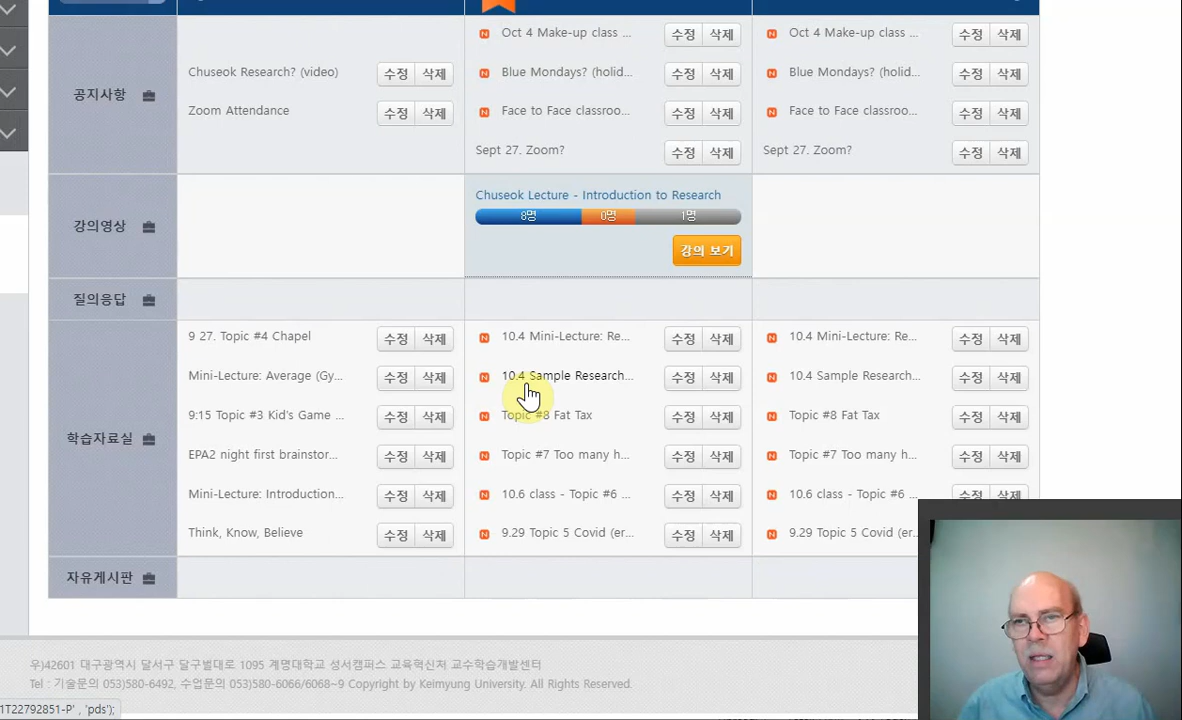 Oct 4 Make-up class ... 수정 삭제
Oct 4 Make-up class ... 수정 삭제
Chuseok Research? (video) 수정 삭제
Blue Mondays? (holid... 수정 삭제
Blue Mondays? (holid... 수정 삭제
공지사항
Zoom Attendance 수정 삭제
Face to Face classroo... 수정 삭제
Face to Face classroo... 수정 삭제
Sept 27. Zoom? 수정 삭제
Sept 27. Zoom? 수정 삭제
강의영상
Chuseok Lecture - Introduction to Research
8명 0명 1명
강의 보기
질의응답
9 27. Topic #4 Chapel 수정 삭제
10.4 Mini-Lecture: Re... 수정 삭제
10.4 Mini-Lecture: Re... 수정 삭제
Mini-Lecture: Average (Gy... 수정 삭제
10.4 Sample Research... 수정 삭제
10.4 Sample Research... 수정 삭제
9:15 Topic #3 Kid's Game ... 수정 삭제
Topic #8 Fat Tax 수정 삭제
Topic #8 Fat Tax 수정 삭제
학습자료실
EPA2 night first brainstor... 수정 삭제
Topic #7 Too many h... 수정 삭제
Topic #7 Too many h... 수정 삭제
Mini-Lecture: Introduction... 수정 삭제
10.6 class - Topic #6 ... 수정 삭제
10.6 class - Topic #6 ... 수정 삭제
Think, Know, Believe 수정 삭제
9.29 Topic 5 Covid (er... 수정 삭제
9.29 Topic 5 Covid (er...
자유게시판
우)42601 대구광역시 달서구 달구벌대로 1095 계명대학교 성서캠퍼스 교육혁신처 교수학습개발센터
Tel : 기술문의 053)580-6492, 수업문의 053)580-6066/6068~9 Copyright by Keimyung University. All Rights Reserved.
1T22792851-P' , 'pds');